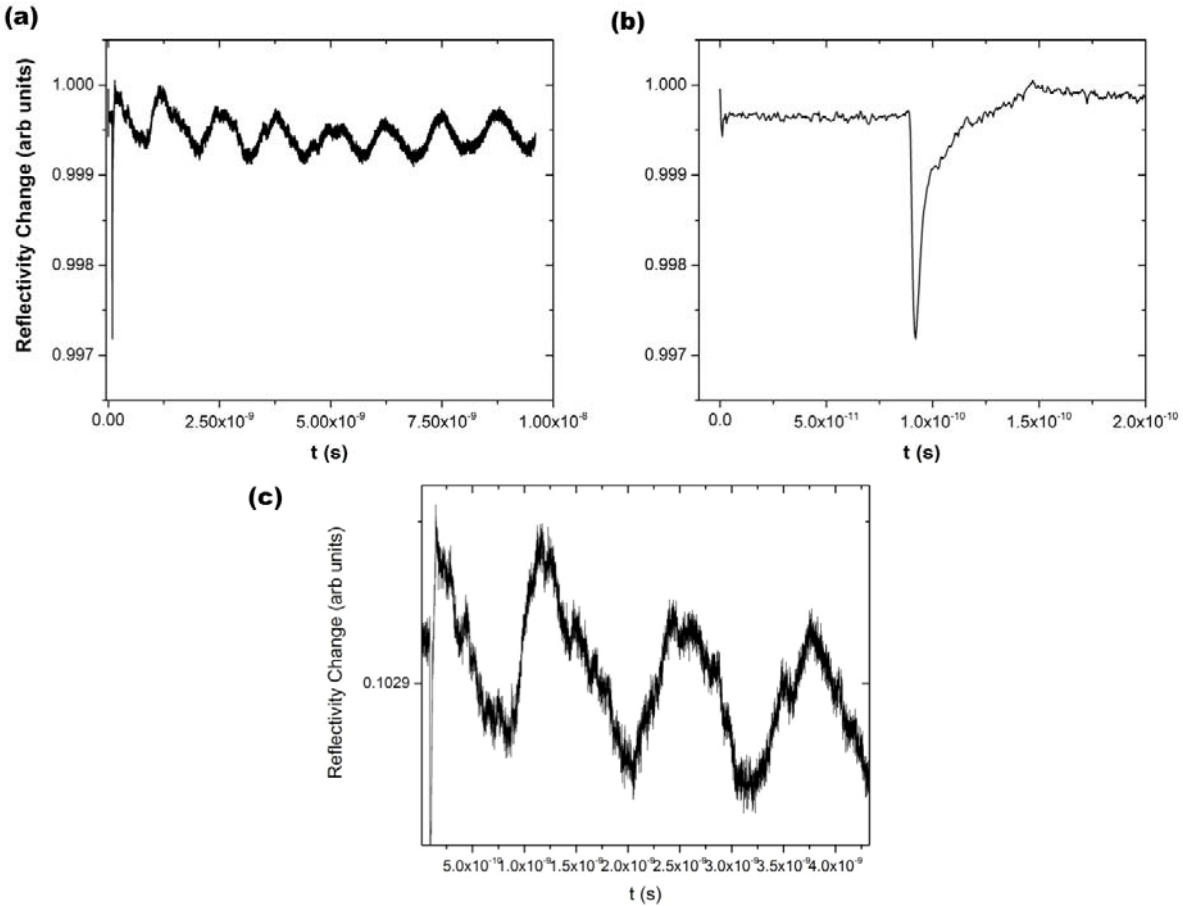 (a)
Reflectivity Change (arb units)
1.000
0.999
0.998
0.997
0.00
2.50x10⁻⁹
5.00x10⁻⁹
7.50x10⁻⁹
1.00x10⁻⁸
t (s)
(b)
1.000
0.999
0.998
0.997
0.0
5.0x10⁻¹¹
1.0x10⁻¹⁰
1.5x10⁻¹⁰
2.0x10⁻¹⁰
t (s)
(c)
Reflectivity Change (arb units)
0.1029
5.0x10⁻¹⁰
1.0x10⁻⁹
1.5x10⁻⁹
2.0x10⁻⁹
2.5x10⁻⁹
3.0x10⁻⁹
3.5x10⁻⁹
4.0x10⁻⁹
t (s)